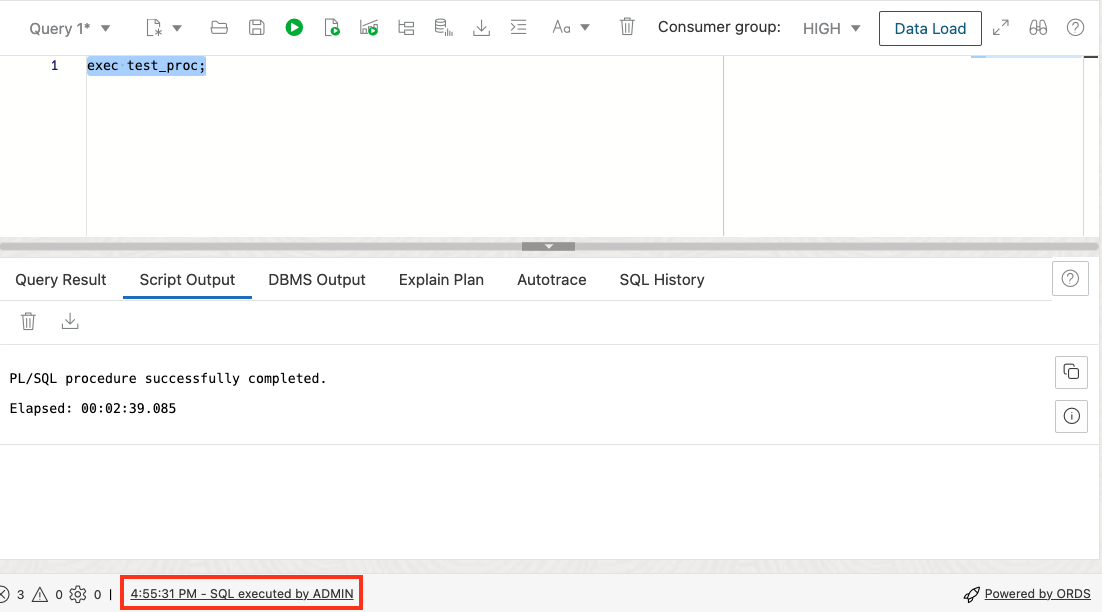 Query 1* Aa Consumer group: HIGH Data Load
1 exec test_proc;
Query Result Script Output DBMS Output Explain Plan Autotrace SQL History
PL/SQL procedure successfully completed.
Elapsed: 00:02:39.085
3 0 0 | 4:55:31 PM - SQL executed by ADMIN Powered by ORDS